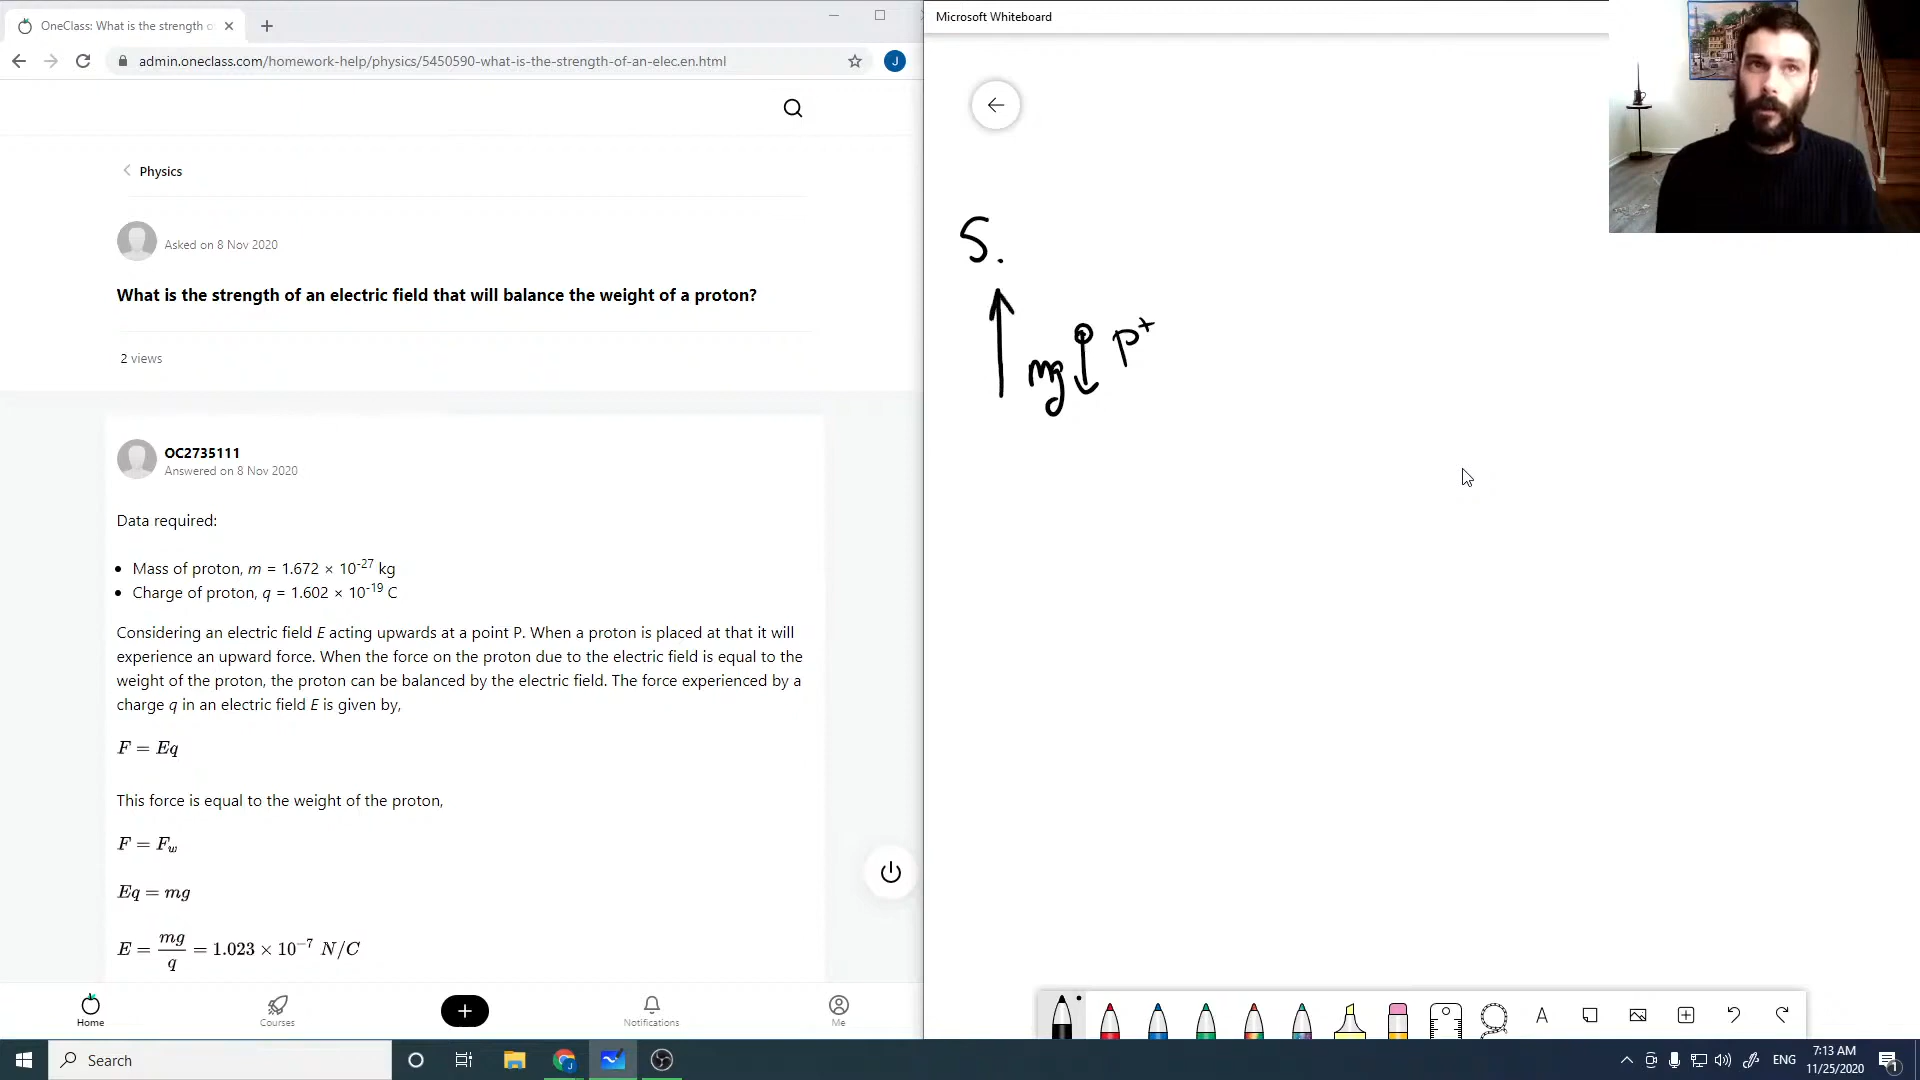 OneClass: What is the strength o
admin.oneclass.com/homework-help/physics/5450590-what-is-the-strength-of-an-elec.en.html
J
Physics
Asked on 8 Nov 2020
What is the strength of an electric field that will balance the weight of a proton?
2 views
OC2735111
Answered on 8 Nov 2020
Data required:
• Mass of proton, m = 1.672 × 10⁻²⁷ kg
• Charge of proton, q = 1.602 × 10⁻¹⁹ C
Considering an electric field E acting upwards at a point P. When a proton is placed at that it will
experience an upward force. When the force on the proton due to the electric field is equal to the
weight of the proton, the proton can be balanced by the electric field. The force experienced by a
charge q in an electric field E is given by,
F = Eq
This force is equal to the weight of the proton,
F = F_w
Eq = mg
E = mg/q = 1.023 × 10⁻⁷ N/C
Home
Courses
Notifications
Me
Microsoft Whiteboard
S.
mg
p⁺
A
Search
ENG
7:13 AM
11/25/2020
1